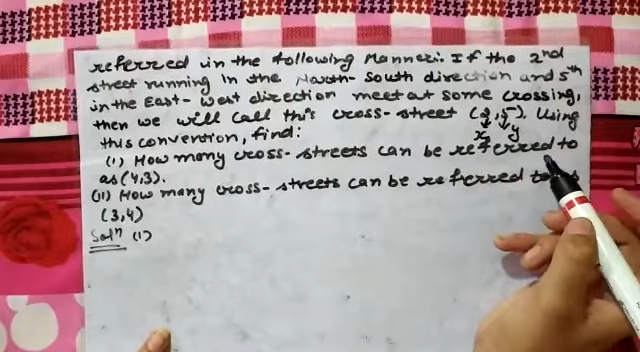 referred in the following Manner: If the 2nd
street running in the North-South direction and 5th
in the East-West direction meet at some crossing,
then we will call this cross-street (2,5). Using
x y
this convention, find:
(i) How many cross-streets can be referred to
as (4,3).
(ii) How many cross-streets can be referred to
(3,4)
Solⁿ (i)